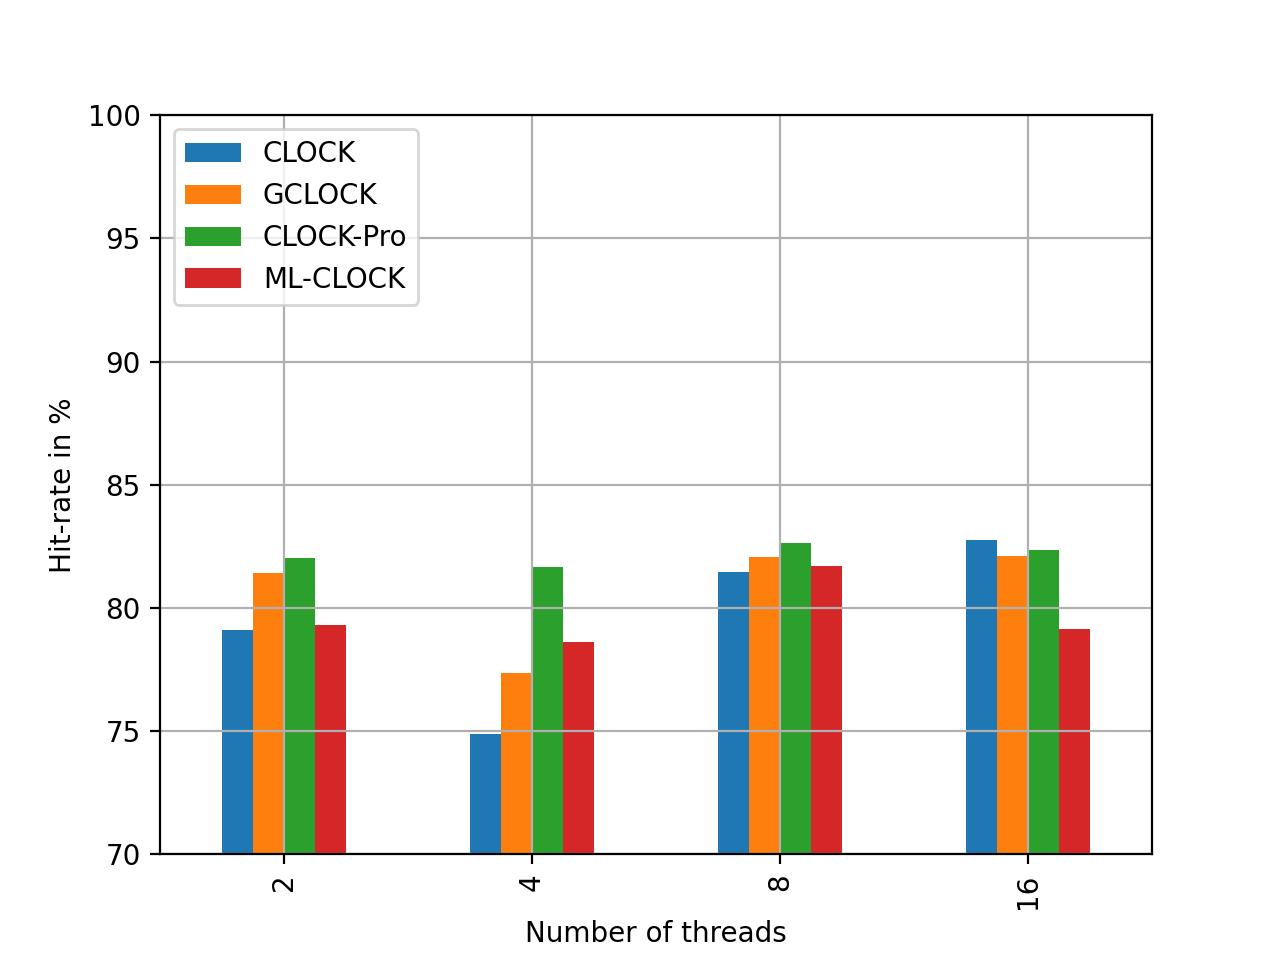 100
95
90
85
80
75
70
Hit-rate in %
CLOCK
GCLOCK
CLOCK-Pro
ML-CLOCK
2
4
8
16
Number of threads